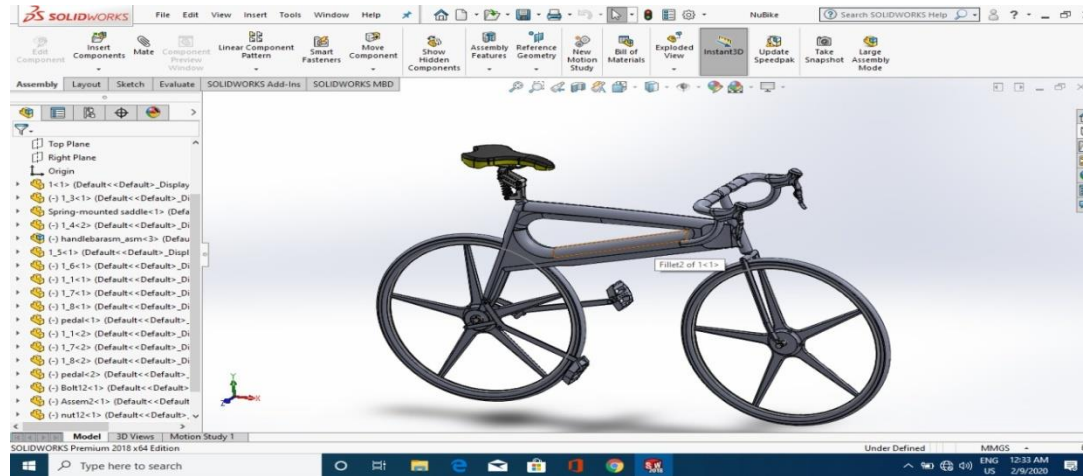 SOLIDWORKS File Edit View Insert Tools Window Help NuBike Search SOLIDWORKS Help
Edit Component
Insert Components
Mate
Component Preview Window
Linear Component Pattern
Smart Fasteners
Move Component
Show Hidden Components
Assembly Features
Reference Geometry
New Motion Study
Bill of Materials
Exploded View
Instant3D
Update Speedpak
Take Snapshot
Large Assembly Mode
Assembly Layout Sketch Evaluate SOLIDWORKS Add-Ins SOLIDWORKS MBD
Top Plane
Right Plane
Origin
1<1> (Default<<Default>_Display
(-) 1_3<1> (Default<<Default>_Di
Spring-mounted saddle<1> (Defa
(-) 1_4<2> (Default<<Default>_Di
(-) handlebarasm_asm<3> (Defau
1_5<1> (Default<<Default>_Displ
(-) 1_6<1> (Default<<Default>_Di
(-) 1_1<1> (Default<<Default>_Di
(-) 1_7<1> (Default<<Default>_Di
(-) 1_8<1> (Default<<Default>_Di
(-) pedal<1> (Default<<Default>_
(-) 1_1<2> (Default<<Default>_Di
(-) 1_7<2> (Default<<Default>_Di
(-) 1_8<2> (Default<<Default>_Di
(-) pedal<2> (Default<<Default>_
(-) Bolt12<1> (Default<<Default>
(-) Assem2<1> (Default<<Default
(-) nut12<1> (Default<<Default>_
Fillet2 of 1<1>
Y
X
Z
Model 3D Views Motion Study 1
SOLIDWORKS Premium 2018 x64 Edition Under Defined MMGS
Type here to search
ENG 12:33 AM
US 2/9/2020